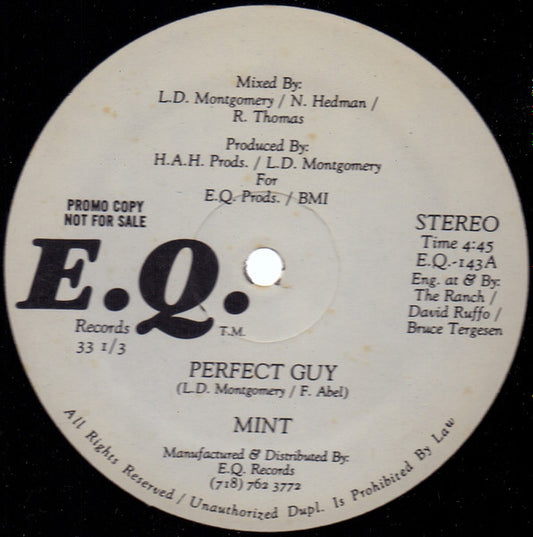 Mixed By:
L.D. Montgomery / N. Hedman /
R. Thomas
Produced By:
H.A.H. Prods. / L.D. Montgomery
For
E.Q. Prods. / BMI
PROMO COPY
NOT FOR SALE
E.Q.
Records T.M.
33 1/3
STEREO
Time 4:45
E.Q.-143A
Eng. at & By:
The Ranch /
David Ruffo /
Bruce Tergesen
PERFECT GUY
(L.D. Montgomery / F. Abel)
MINT
Manufactured & Distributed By:
E.Q. Records
(718) 762 3772
All Rights Reserved / Unauthorized Dupl. Is Prohibited By Law